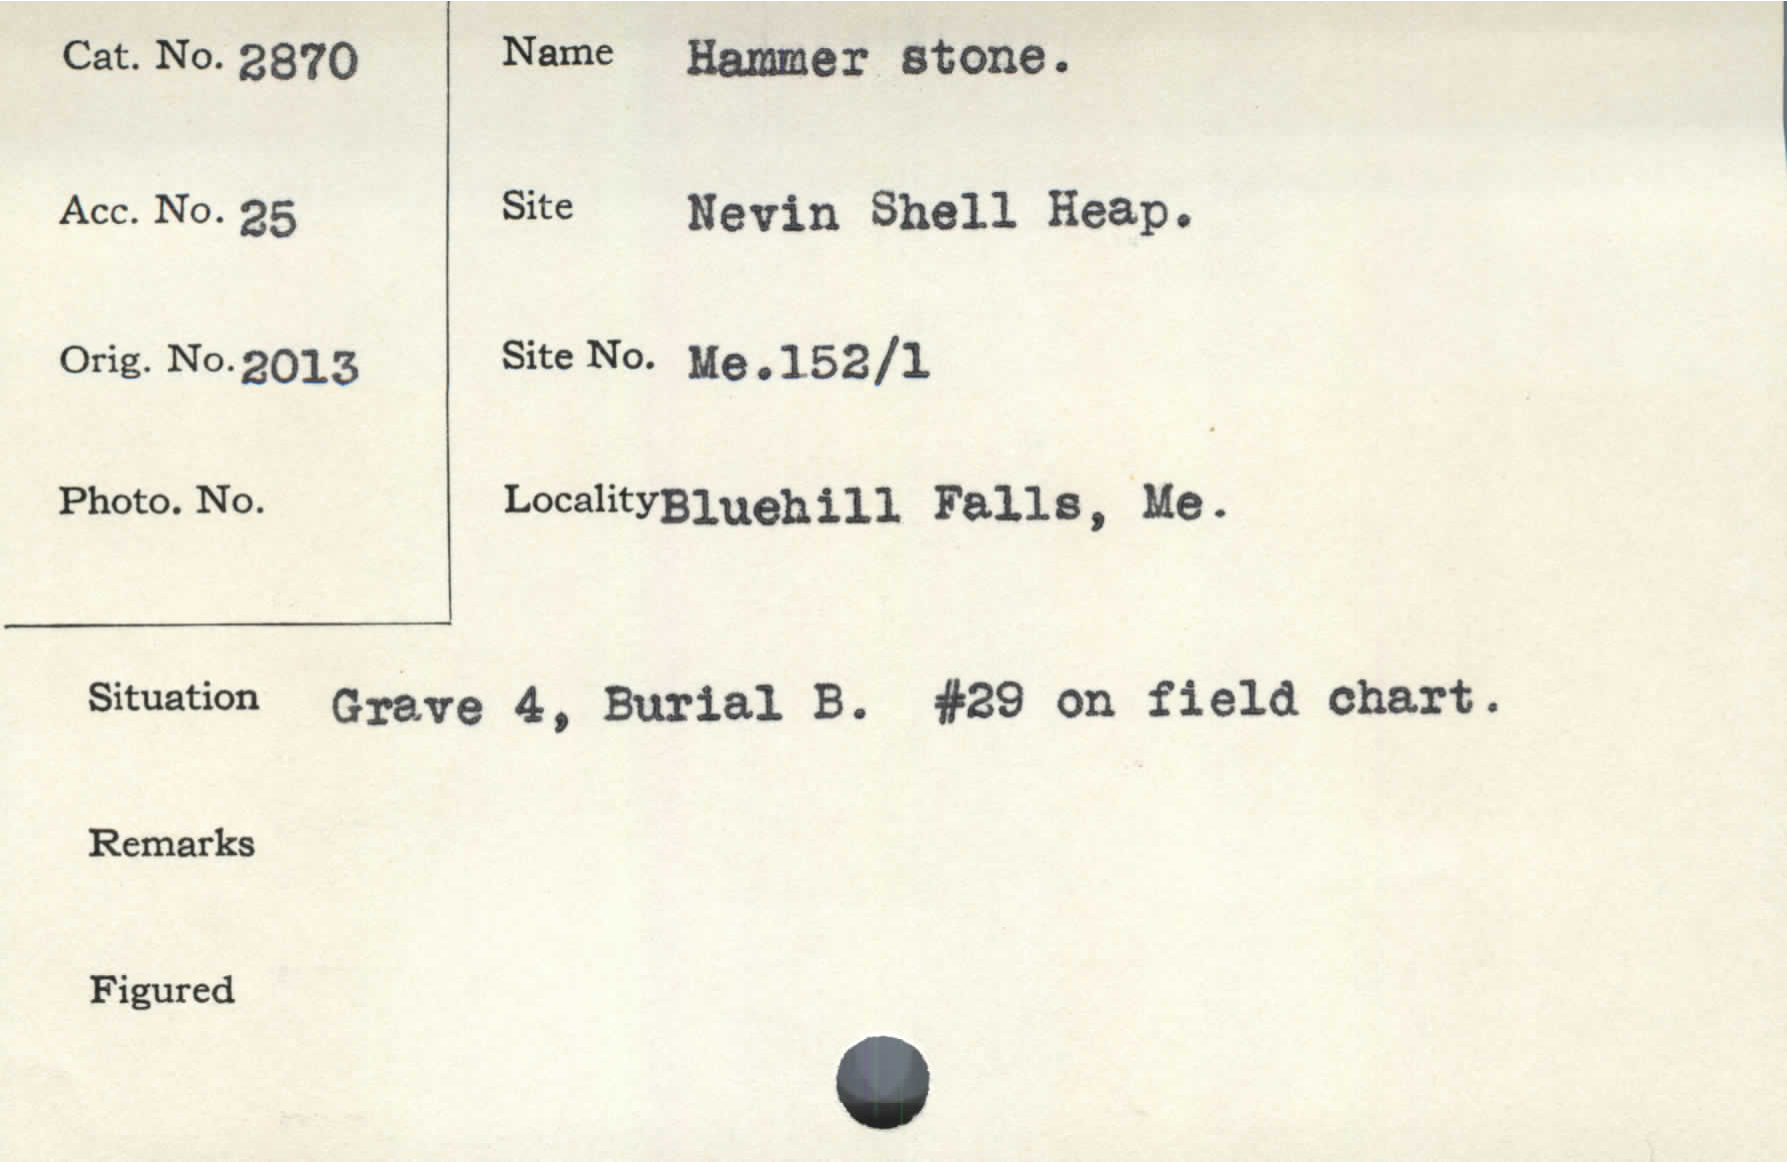 Cat. No. 2870
Name Hammer stone.
Acc. No. 25
Site Nevin Shell Heap.
Orig. No. 2013
Site No. Me.152/1
Photo. No.
Locality Bluehill Falls, Me.
Situation Grave 4, Burial B. #29 on field chart.
Remarks
Figured